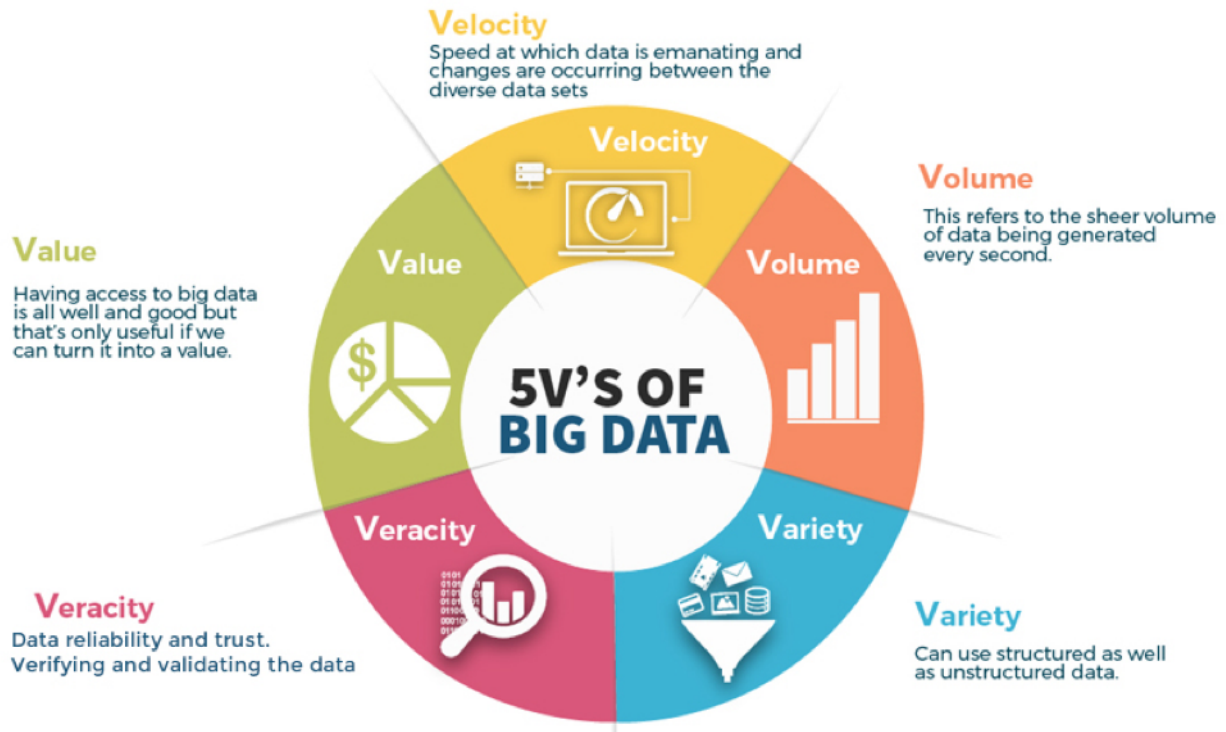 Velocity
Speed at which data is emanating and
changes are occurring between the
diverse data sets
Velocity
Volume
This refers to the sheer volume
of data being generated
every second.
Volume
Value
Having access to big data
is all well and good but
that's only useful if we
can turn it into a value.
Value
5V'S OF
BIG DATA
Veracity
Variety
Veracity
Data reliability and trust.
Verifying and validating the data
Variety
Can use structured as well
as unstructured data.